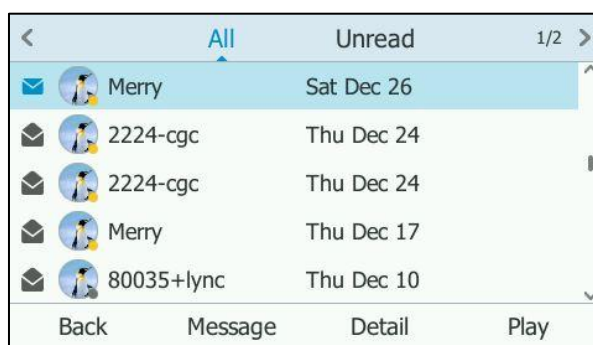 < All Unread 1/2 >
Merry Sat Dec 26
2224-cgc Thu Dec 24
2224-cgc Thu Dec 24
Merry Thu Dec 17
80035+lync Thu Dec 10
Back Message Detail Play